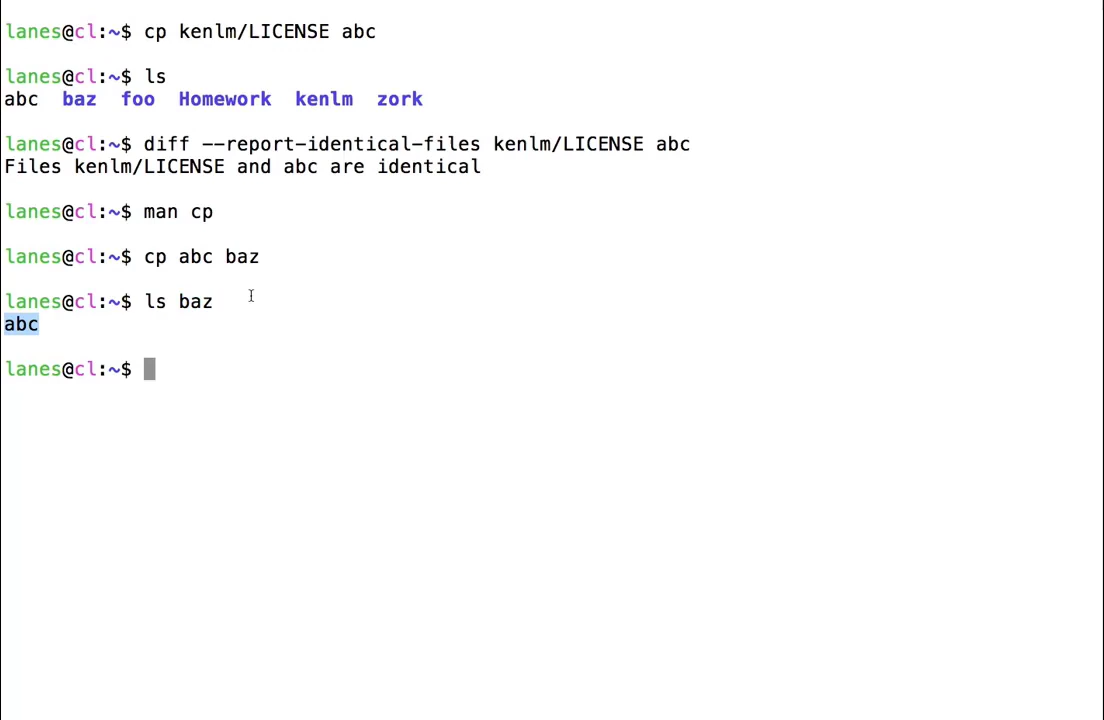 lanes@cl:~$ cp kenlm/LICENSE abc
lanes@cl:~$ ls
abc  baz  foo  Homework  kenlm  zork
lanes@cl:~$ diff --report-identical-files kenlm/LICENSE abc
Files kenlm/LICENSE and abc are identical
lanes@cl:~$ man cp
lanes@cl:~$ cp abc baz
lanes@cl:~$ ls baz
abc
lanes@cl:~$